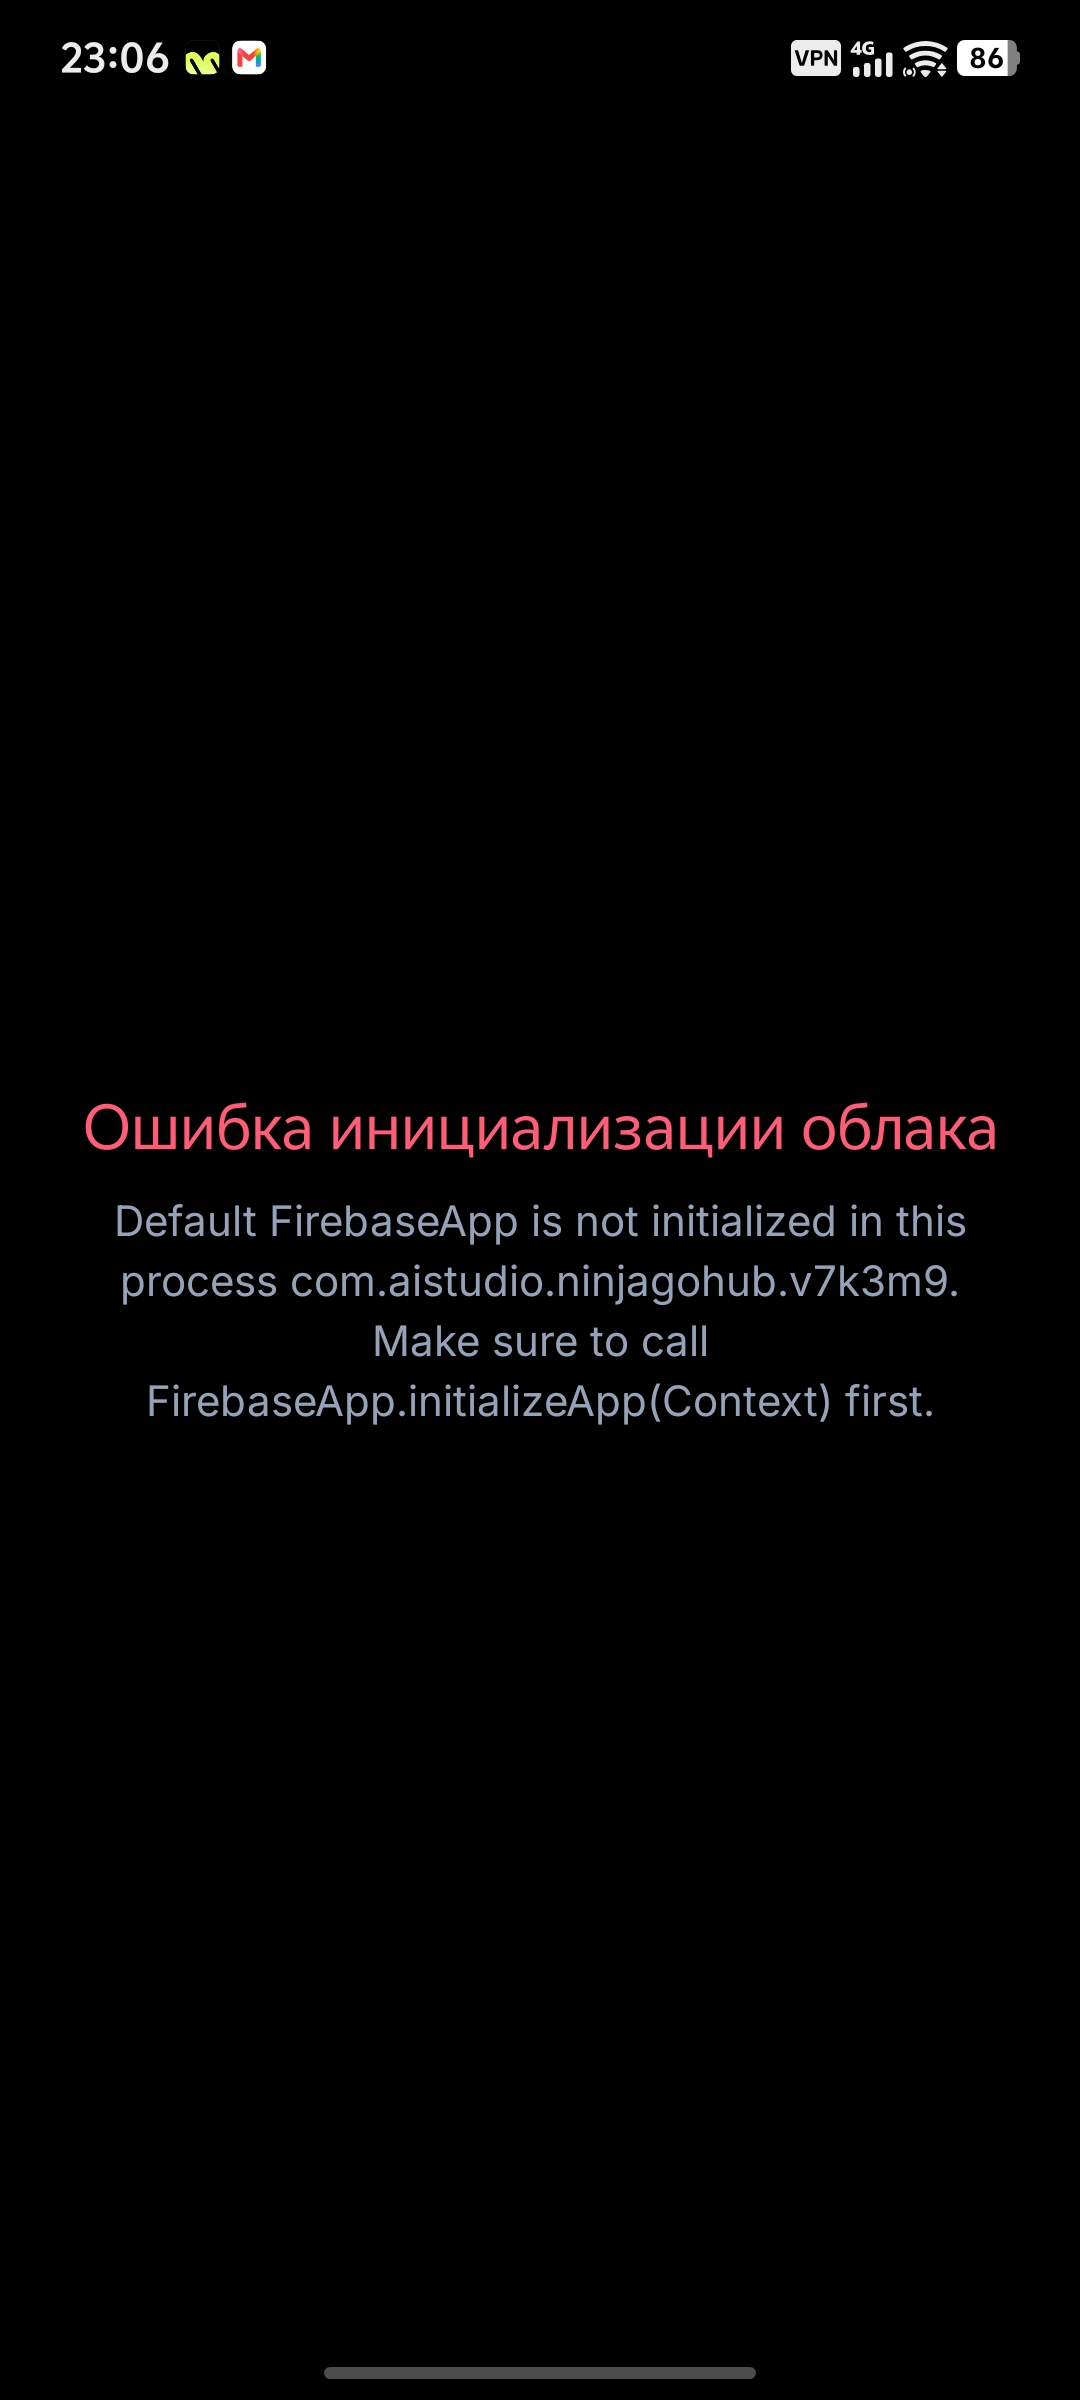 23:06 VPN 4G 86
Ошибка инициализации облака
Default FirebaseApp is not initialized in this
process com.aistudio.ninjagohub.v7k3m9.
Make sure to call
FirebaseApp.initializeApp(Context) first.